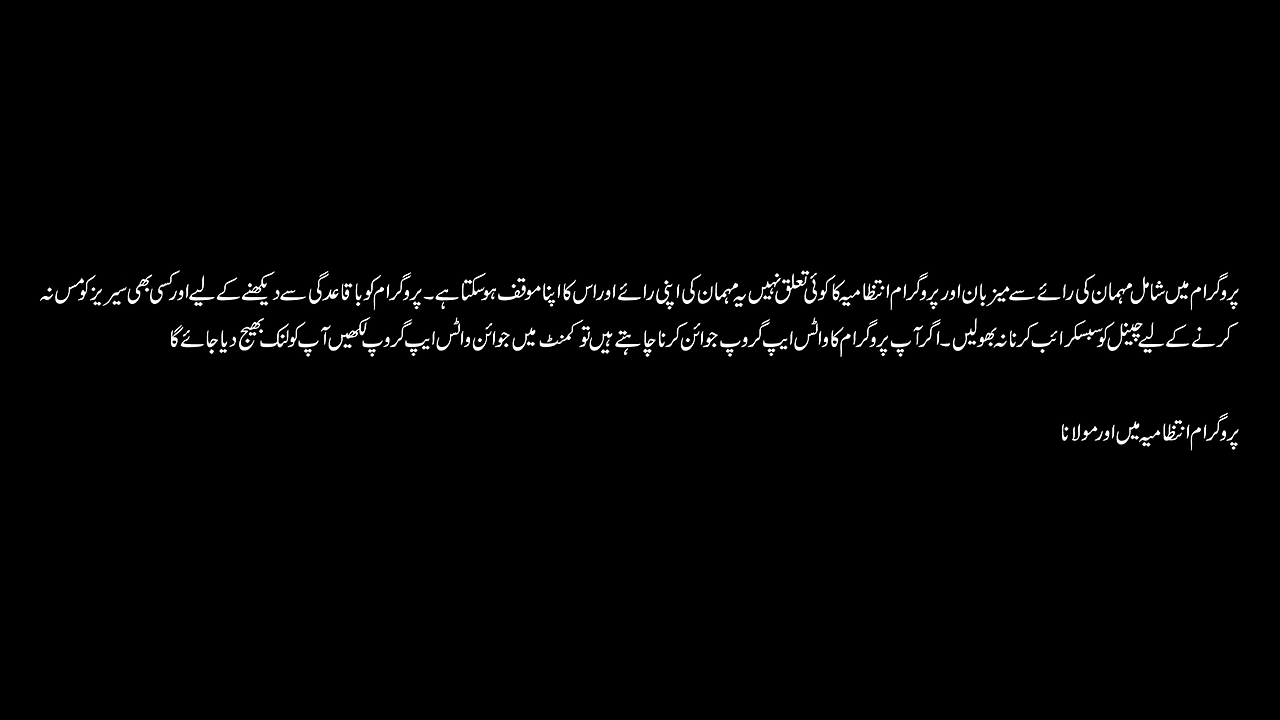 پروگرام میں شامل مہمان کی رائے سے میزبان اور پروگرام انتظامیہ کا کوئی تعلق نہیں یہ مہمان کی اپنی رائے اور اس کا اپنا موقف ہو سکتا ہے۔ پروگرام کو باقاعدگی سے دیکھنے کے لیے اور کسی بھی سیریز کو مس نہ
کرنے کے لیے چینل کو سبسکرائب کرنا نہ بھولیں۔ اگر آپ پروگرام کا واٹس ایپ گروپ جوائن کرنا چاہتے ہیں تو کمنٹ میں جوائن واٹس ایپ گروپ لکھیں آپ کو لنک بھیج دیا جائے گا
پروگرام انتظامیہ میں اور مولانا